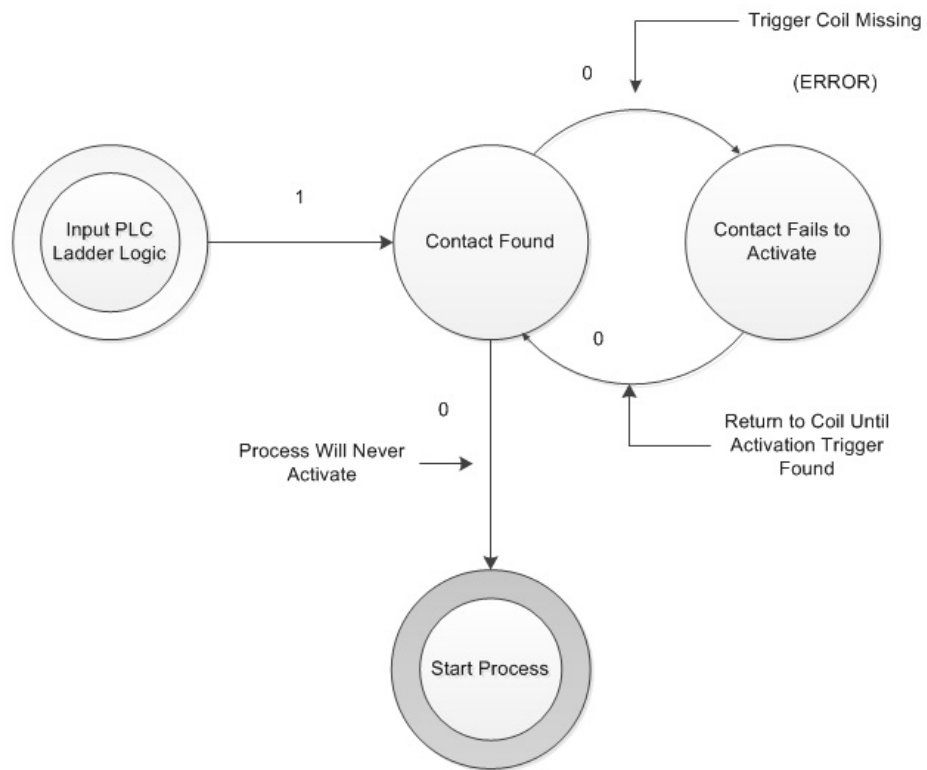 Trigger Coil Missing
0
(ERROR)
1
Input PLC
Ladder Logic
Contact Found
Contact Fails to
Activate
0
0
Return to Coil Until
Activation Trigger
Found
Process Will Never
Activate
Start Process